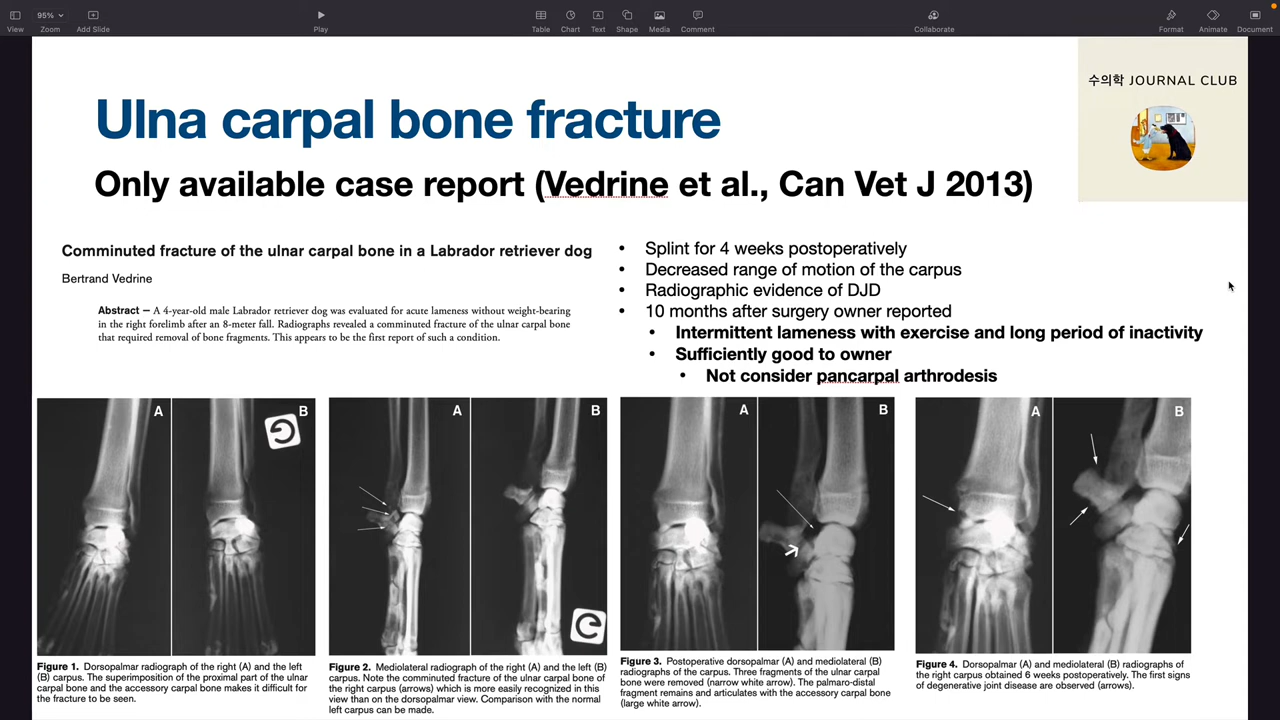 95%
View
Zoom
Add Slide
Play
Table
Chart
Text
Shape
Media
Comment
Collaborate
Format
Animate
Document
수의학 JOURNAL CLUB
Ulna carpal bone fracture
Only available case report (Vedrine et al., Can Vet J 2013)
Comminuted fracture of the ulnar carpal bone in a Labrador retriever dog
Bertrand Vedrine
Abstract — A 4-year-old male Labrador retriever dog was evaluated for acute lameness without weight-bearing
in the right forelimb after an 8-meter fall. Radiographs revealed a comminuted fracture of the ulnar carpal bone
that required removal of bone fragments. This appears to be the first report of such a condition.
• Splint for 4 weeks postoperatively
• Decreased range of motion of the carpus
• Radiographic evidence of DJD
• 10 months after surgery owner reported
• Intermittent lameness with exercise and long period of inactivity
• Sufficiently good to owner
• Not consider pancarpal arthrodesis
A
B
A
B
A
B
A
B
Figure 1. Dorsopalmar radiograph of the right (A) and the left
(B) carpus. The superimposition of the proximal part of the ulnar
carpal bone and the accessory carpal bone makes it difficult for
the fracture to be seen.
Figure 2. Mediolateral radiograph of the right (A) and the left (B)
carpus. Note the comminuted fracture of the ulnar carpal bone of
the right carpus (arrows) which is more easily recognized in this
view than on the dorsopalmar view. Comparison with the normal
left carpus can be made.
Figure 3. Postoperative dorsopalmar (A) and mediolateral (B)
radiographs of the carpus. Three fragments of the ulnar carpal
bone were removed (narrow white arrow). The palmaro-distal
fragment remains and articulates with the accessory carpal bone
(large white arrow).
Figure 4. Dorsopalmar (A) and mediolateral (B) radiographs of
the right carpus obtained 6 weeks postoperatively. The first signs
of degenerative joint disease are observed (arrows).